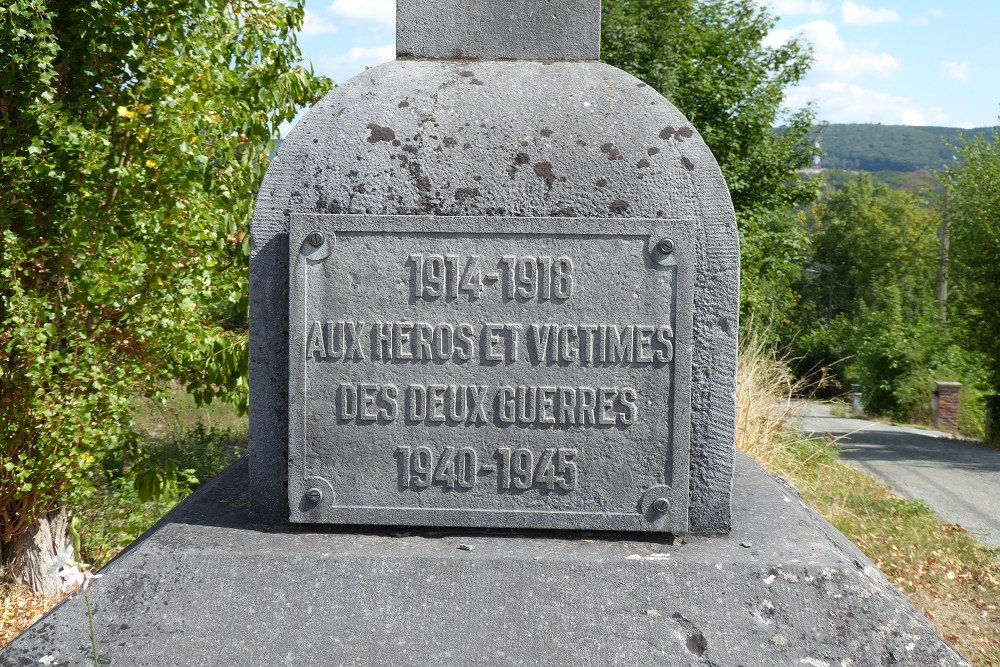 1914-1918
AUX HEROS ET VICTIMES
DES DEUX GUERRES
1940-1945